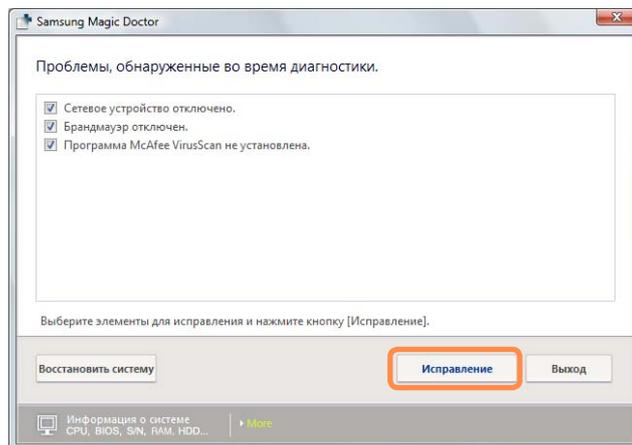 Samsung Magic Doctor
Проблемы, обнаруженные во время диагностики.
Сетевое устройство отключено.
Брандмауэр отключен.
Программа McAfee VirusScan не установлена.
Выберите элементы для исправления и нажмите кнопку [Исправление].
Восстановить систему
Исправление
Выход
Информация о системе
CPU, BIOS, S/N, RAM, HDD...
More